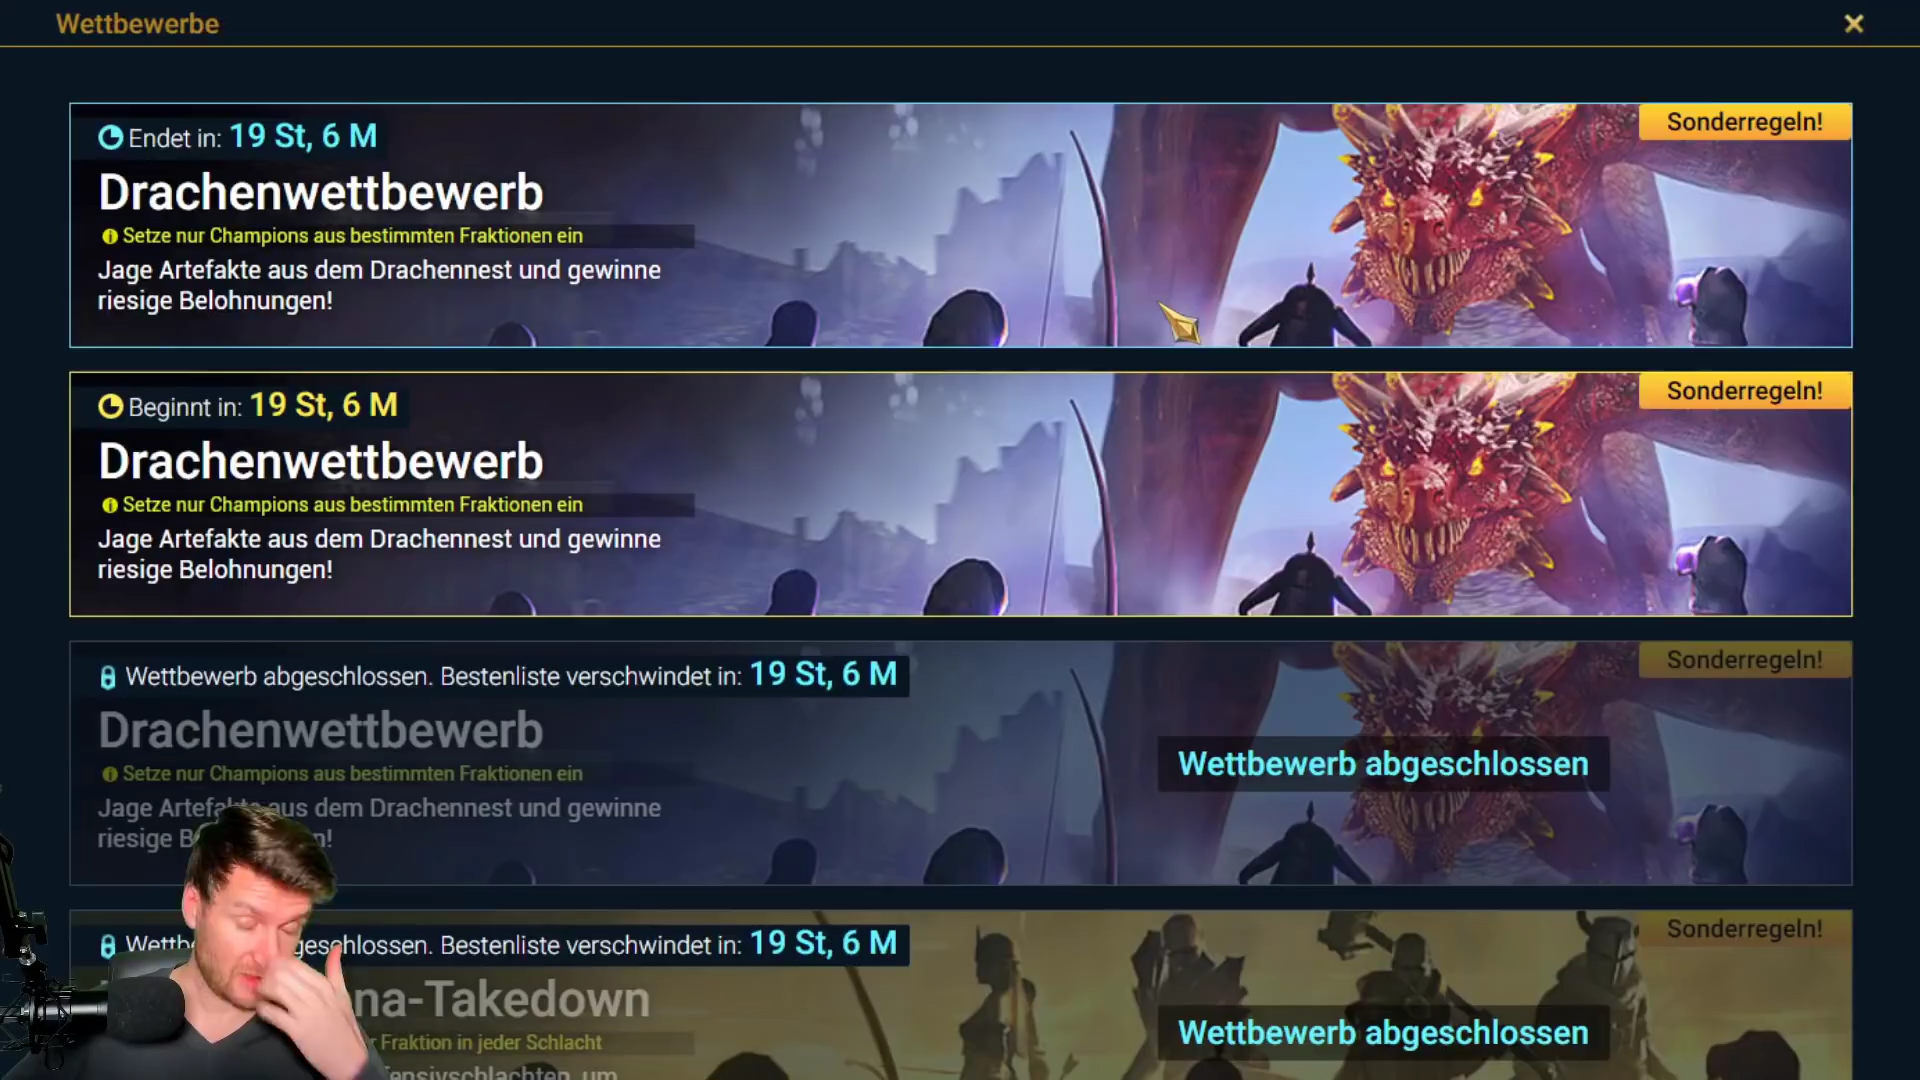 Wettbewerbe
Endet in: 19 St, 6 M
Sonderregeln!
Drachenwettbewerb
Setze nur Champions aus bestimmten Fraktionen ein
Jage Artefakte aus dem Drachennest und gewinne
riesige Belohnungen!
Beginnt in: 19 St, 6 M
Sonderregeln!
Drachenwettbewerb
Setze nur Champions aus bestimmten Fraktionen ein
Jage Artefakte aus dem Drachennest und gewinne
riesige Belohnungen!
Wettbewerb abgeschlossen. Bestenliste verschwindet in: 19 St, 6 M
Sonderregeln!
Drachenwettbewerb
Setze nur Champions aus bestimmten Fraktionen ein
Wettbewerb abgeschlossen
Jage Artefakte aus dem Drachennest und gewinne
riesige
Bestenliste verschwindet in: 19 St, 6 M
Sonderregeln!
na-Takedown
Fraktion in jeder Schlacht
Wettbewerb abgeschlossen
um